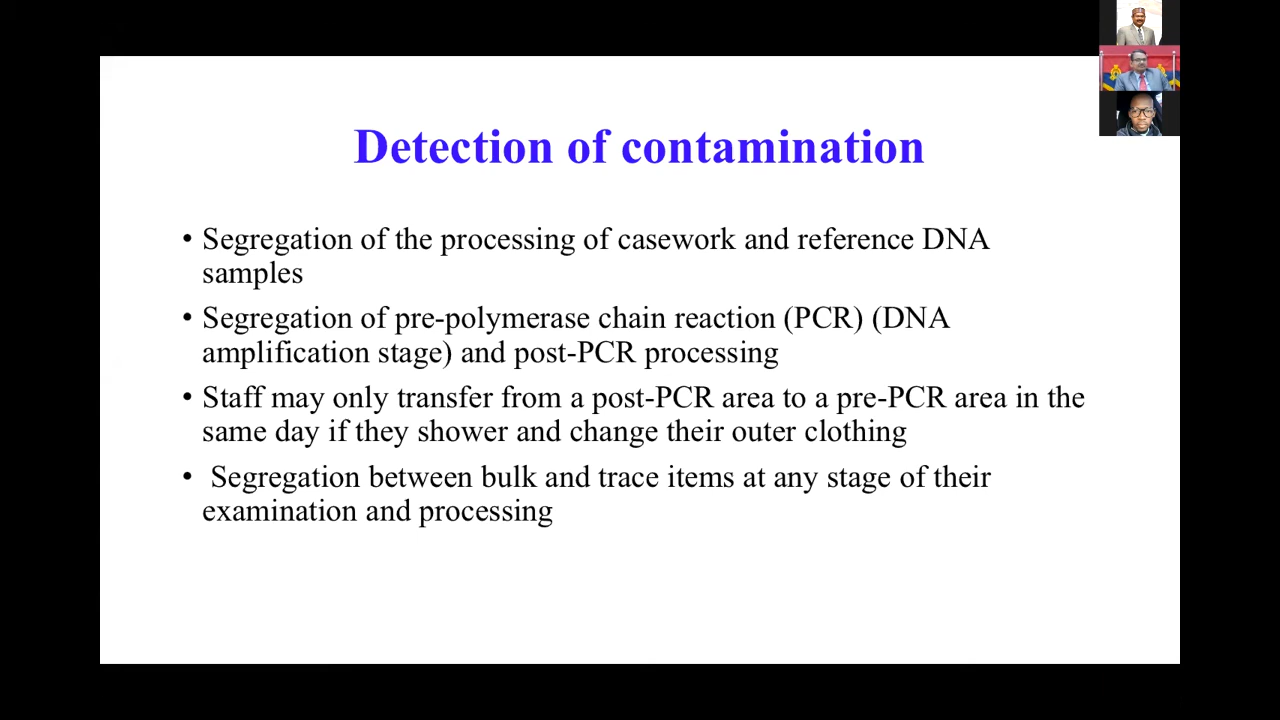 Detection of contamination
• Segregation of the processing of casework and reference DNA
samples
• Segregation of pre-polymerase chain reaction (PCR) (DNA
amplification stage) and post-PCR processing
• Staff may only transfer from a post-PCR area to a pre-PCR area in the
same day if they shower and change their outer clothing
• Segregation between bulk and trace items at any stage of their
examination and processing